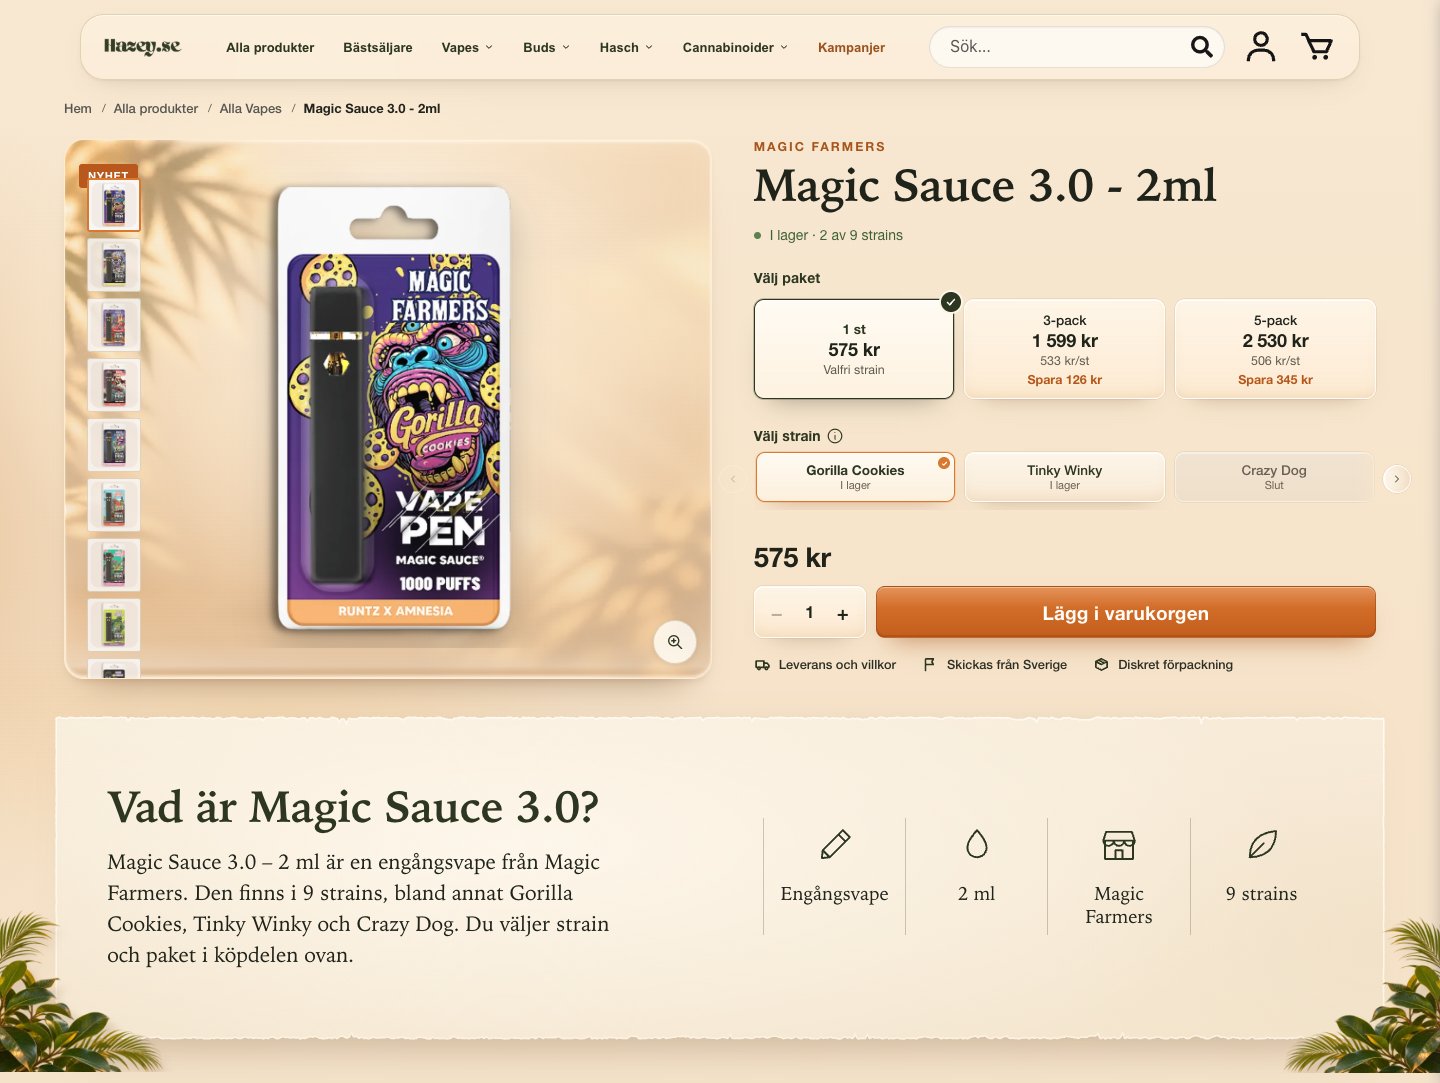 Hazey.se
Alla produkter
Bästsäljare
Vapes
Buds
Hasch
Cannabinoider
Kampanjer
Sök...
Hem / Alla produkter / Alla Vapes / Magic Sauce 3.0 - 2ml
NYHET
MAGIC
FARMERS
Gorilla
COOKIES
VAPE
PEN
MAGIC SAUCE®
1000 PUFFS
RUNTZ X AMNESIA
MAGIC FARMERS
Magic Sauce 3.0 - 2ml
I lager · 2 av 9 strains
Välj paket
1 st
575 kr
Valfri strain
3-pack
1 599 kr
533 kr/st
Spara 126 kr
5-pack
2 530 kr
506 kr/st
Spara 345 kr
Välj strain
Gorilla Cookies
I lager
Tinky Winky
I lager
Crazy Dog
Slut
575 kr
− 1 +
Lägg i varukorgen
Leverans och villkor
Skickas från Sverige
Diskret förpackning
Vad är Magic Sauce 3.0?
Magic Sauce 3.0 – 2 ml är en engångsvape från Magic
Farmers. Den finns i 9 strains, bland annat Gorilla
Cookies, Tinky Winky och Crazy Dog. Du väljer strain
och paket i köpdelen ovan.
Engångsvape
2 ml
Magic
Farmers
9 strains